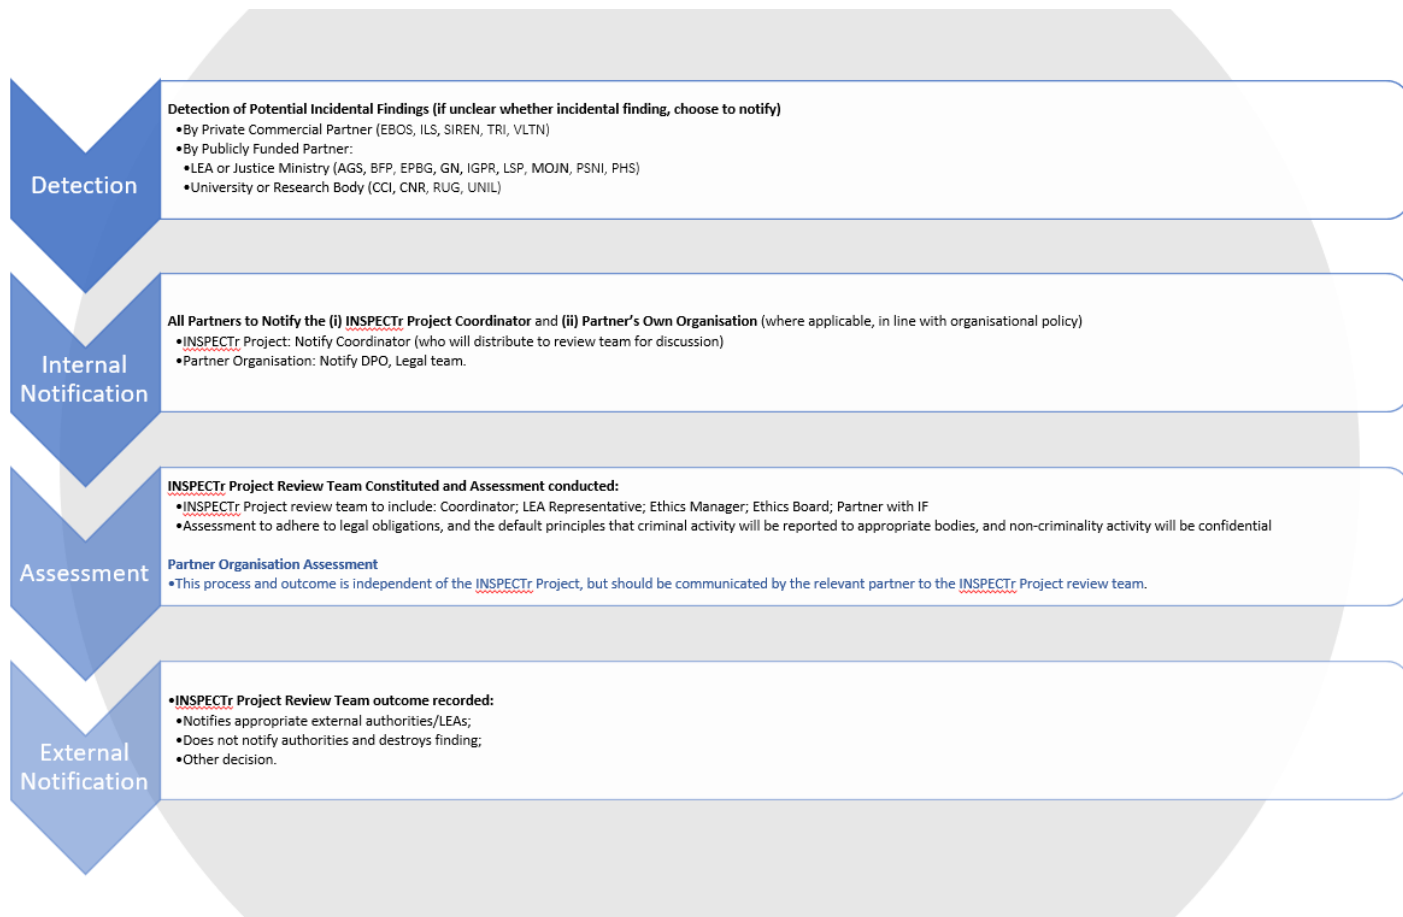 Detection
Detection of Potential Incidental Findings (if unclear whether incidental finding, choose to notify)
•By Private Commercial Partner (EBOS, ILS, SIREN, TRI, VLTN)
•By Publicly Funded Partner:
•LEA or Justice Ministry (AGS, BFP, EPBG, GN, IGPR, LSP, MOJN, PSNI, PHS)
•University or Research Body (CCI, CNR, RUG, UNIL)
Internal
Notification
All Partners to Notify the (i) INSPECTr Project Coordinator and (ii) Partner's Own Organisation (where applicable, in line with organisational policy)
•INSPECTr Project: Notify Coordinator (who will distribute to review team for discussion)
•Partner Organisation: Notify DPO, Legal team.
Assessment
INSPECTr Project Review Team Constituted and Assessment conducted:
•INSPECTr Project review team to include: Coordinator; LEA Representative; Ethics Manager; Ethics Board; Partner with IF
•Assessment to adhere to legal obligations, and the default principles that criminal activity will be reported to appropriate bodies, and non-criminality activity will be confidential
Partner Organisation Assessment
•This process and outcome is independent of the INSPECTr Project, but should be communicated by the relevant partner to the INSPECTr Project review team.
External
Notification
•INSPECTr Project Review Team outcome recorded:
•Notifies appropriate external authorities/LEAs;
•Does not notify authorities and destroys finding;
•Other decision.